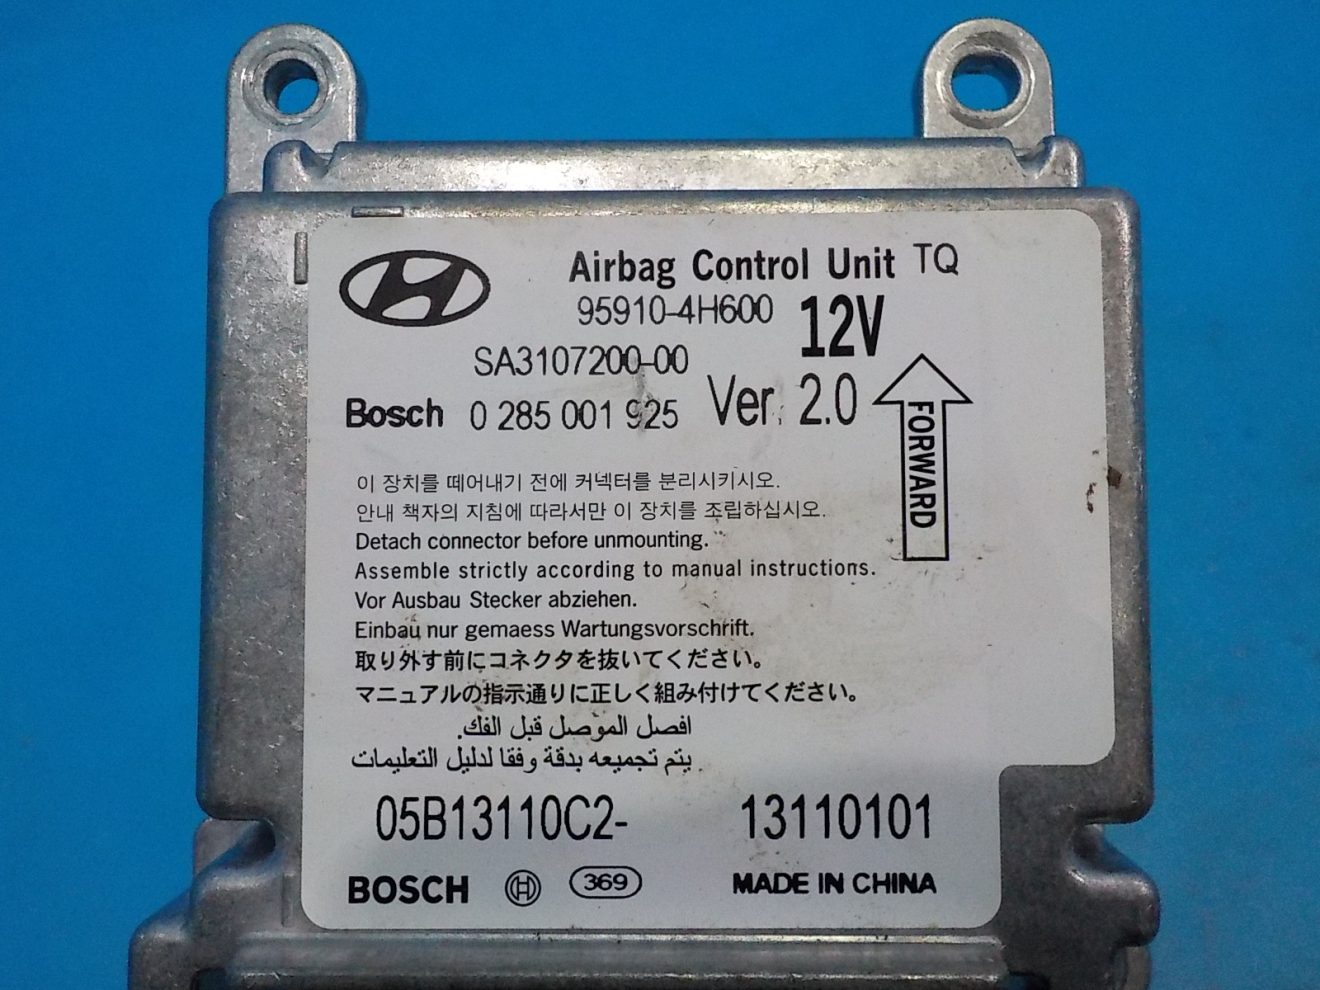 Airbag Control Unit TQ
95910-4H600 12V
SA3107200-00
Bosch 0 285 001 925 Ver. 2.0
FORWARD
이 장치를 떼어내기 전에 커넥터를 분리시키시오.
안내 책자의 지침에 따라서만 이 장치를 조립하십시오.
Detach connector before unmounting.
Assemble strictly according to manual instructions.
Vor Ausbau Stecker abziehen.
Einbau nur gemaess Wartungsvorschrift.
取り外す前にコネクタを抜いてください。
マニュアルの指示通りに正しく組み付けてください。
افصل الموصل قبل الفك.
يتم تجميعه بدقة وفقا لدليل التعليمات.
05B13110C2- 13110101
BOSCH 369 MADE IN CHINA